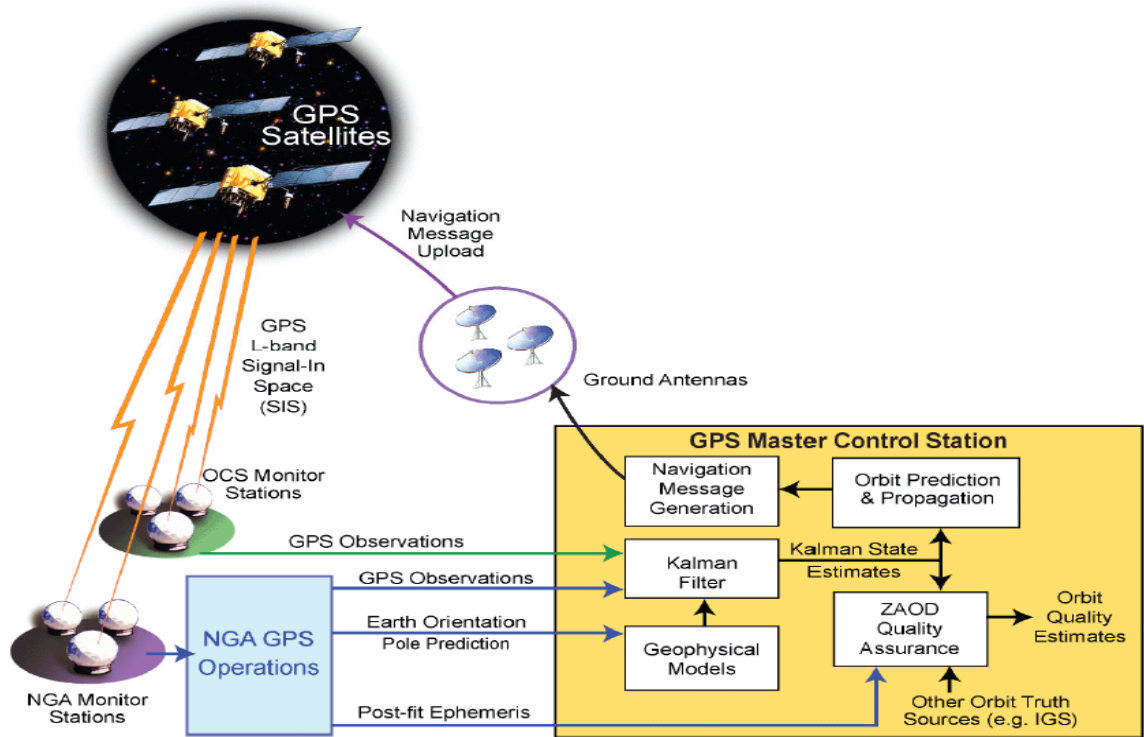 GPS
Satellites
Navigation
Message
Upload
GPS
L-band
Signal-In
Space
(SIS)
Ground Antennas
OCS Monitor
Stations
GPS Master Control Station
Navigation
Message
Generation
Orbit Prediction
& Propagation
GPS Observations
Kalman
Filter
Kalman State
Estimates
GPS Observations
NGA GPS
Operations
Earth Orientation
Pole Prediction
Geophysical
Models
ZAOD
Quality
Assurance
Orbit
Quality
Estimates
NGA Monitor
Stations
Post-fit Ephemeris
Other Orbit Truth
Sources (e.g. IGS)